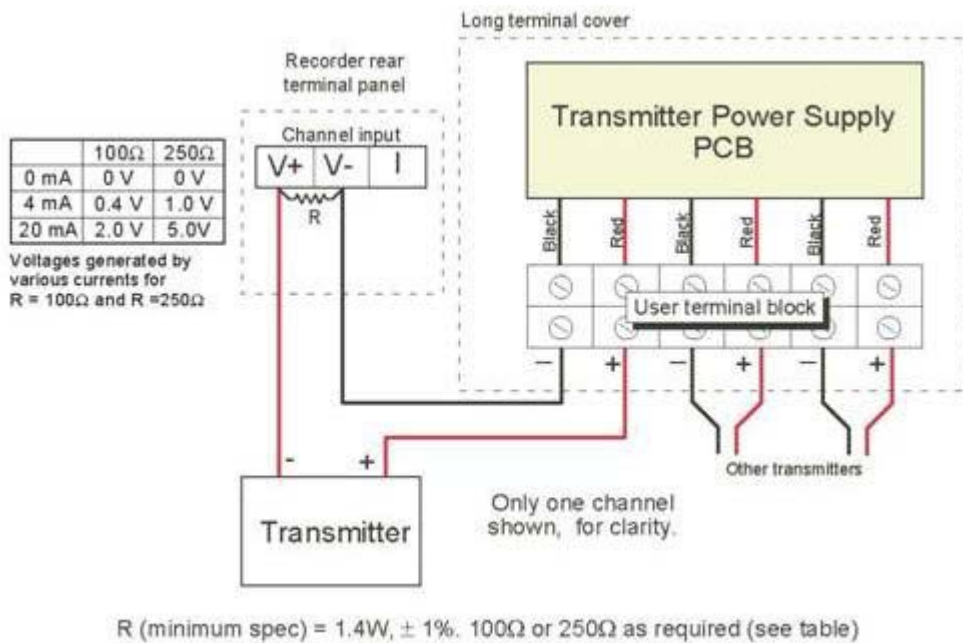 Long terminal cover
Recorder rear
terminal panel
Channel input
V+ V- I
R
100Ω 250Ω
0 mA 0 V 0 V
4 mA 0.4 V 1.0 V
20 mA 2.0 V 5.0V
Voltages generated by
various currents for
R = 100Ω and R =250Ω
Transmitter Power Supply
PCB
Black Red Black Red Black Red
User terminal block
− + − + − +
Other transmitters
- +
Transmitter
Only one channel
shown, for clarity.
R (minimum spec) = 1.4W, ± 1%. 100Ω or 250Ω as required (see table)